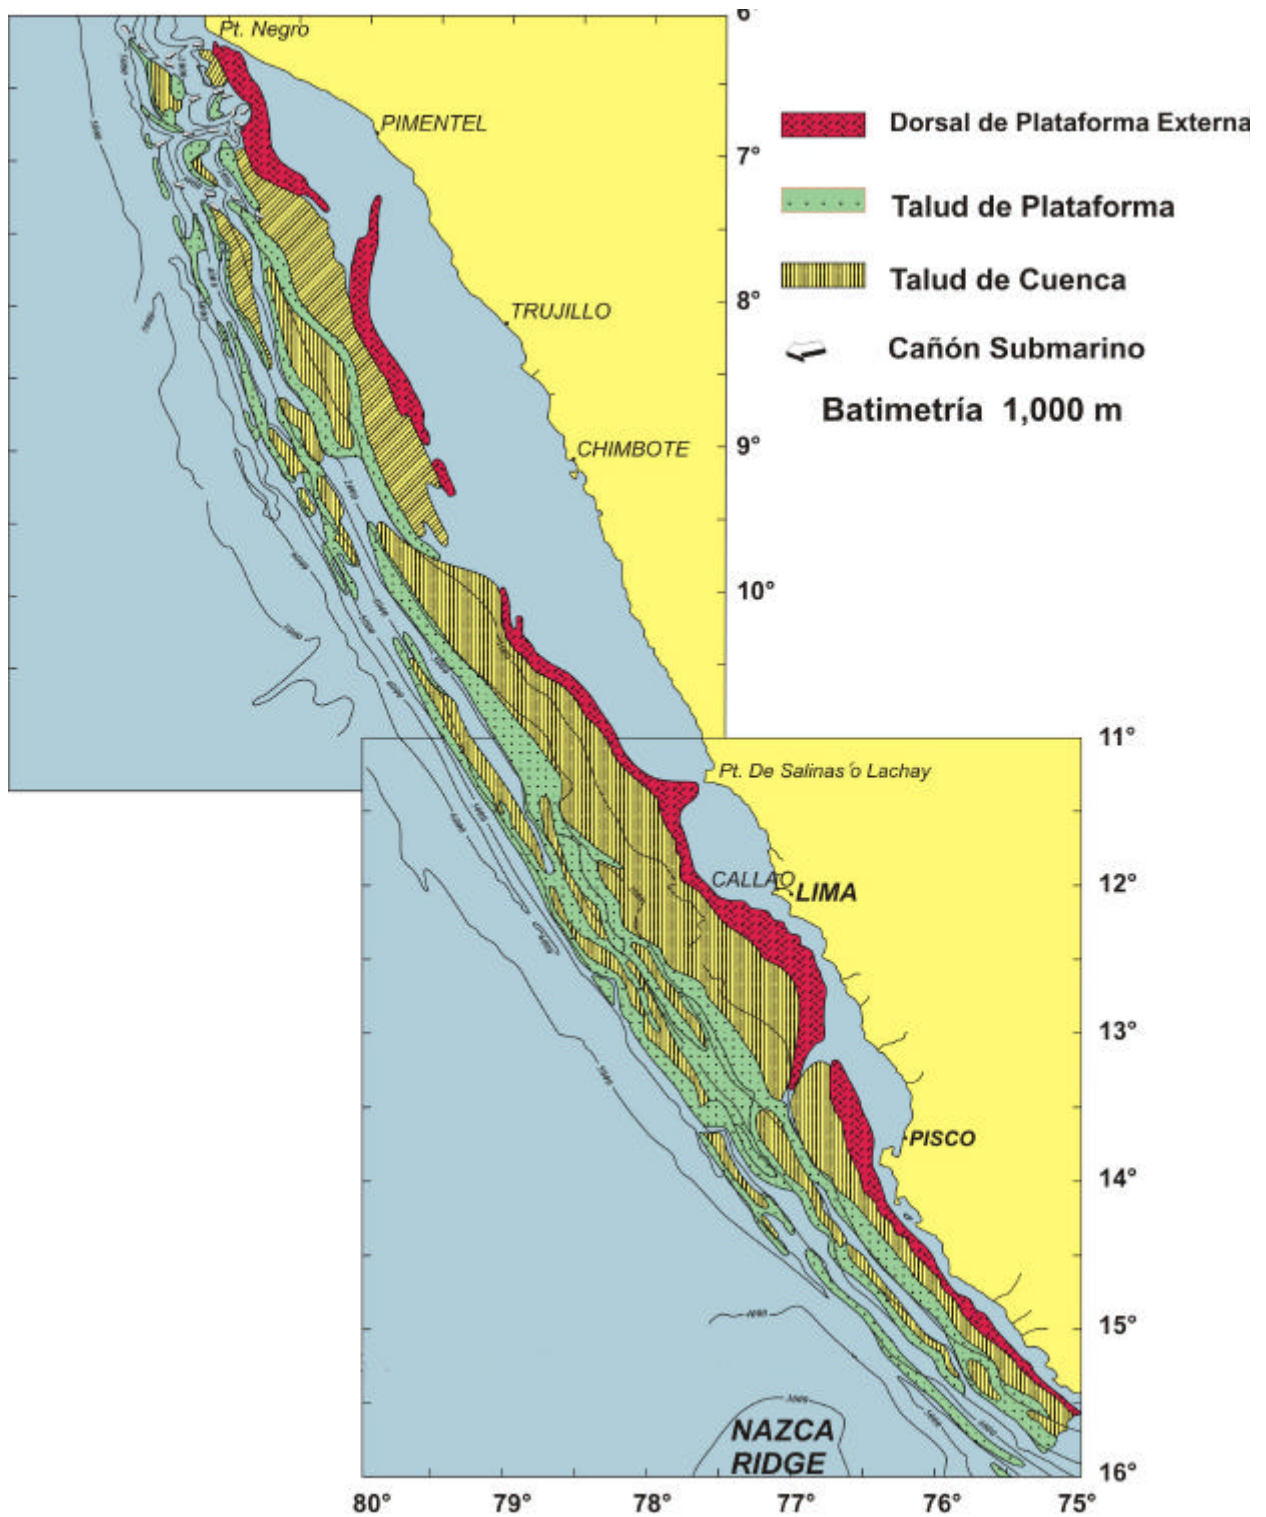 6°
Pt. Negro
PIMENTEL
7°
Dorsal de Plataforma Externa
Talud de Plataforma
Talud de Cuenca
Cañón Submarino
Batimetría 1,000 m
8°
TRUJILLO
9°
CHIMBOTE
10°
11°
Pt. De Salinas o Lachay
CALLAO
LIMA
12°
13°
PISCO
14°
15°
NAZCA
RIDGE
16°
80°
79°
78°
77°
76°
75°